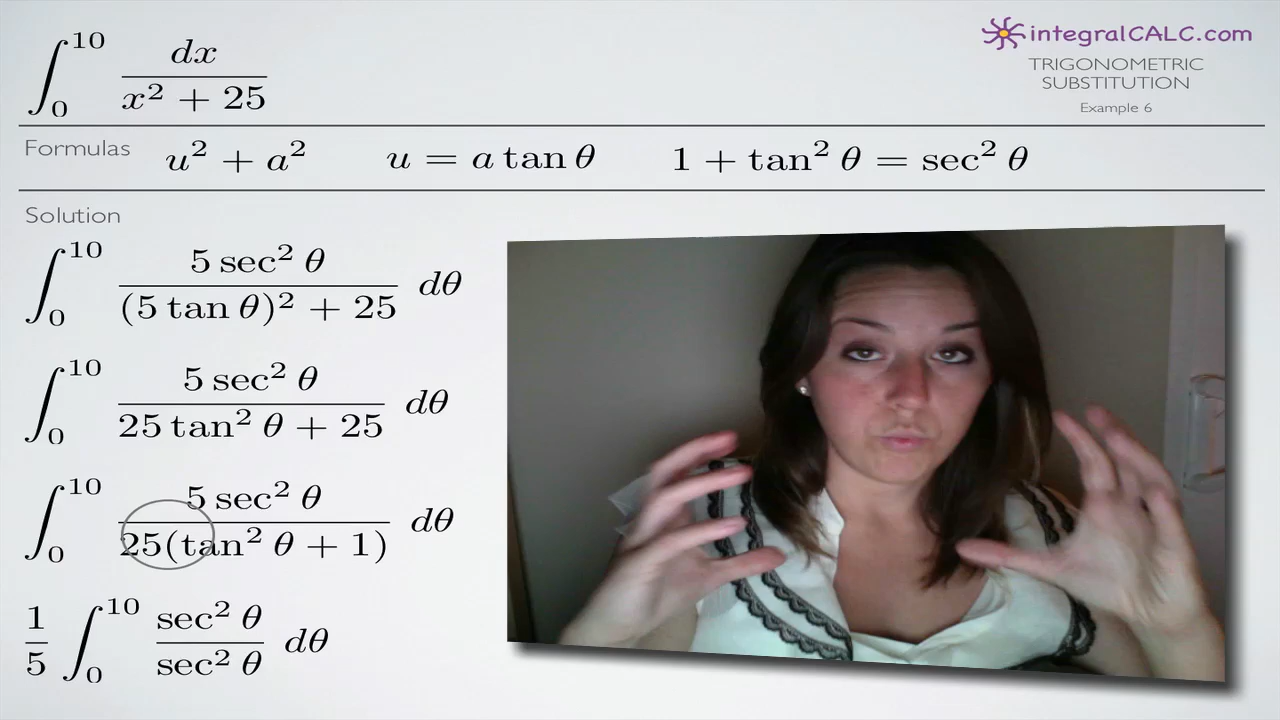 ∫₀¹⁰ dx / (x² + 25)
integralCALC.com
TRIGONOMETRIC
SUBSTITUTION
Example 6
Formulas u² + a² u = a tan θ 1 + tan² θ = sec² θ
Solution
∫₀¹⁰ 5 sec² θ / ((5 tan θ)² + 25) dθ
∫₀¹⁰ 5 sec² θ / (25 tan² θ + 25) dθ
∫₀¹⁰ 5 sec² θ / (25(tan² θ + 1)) dθ
1/5 ∫₀¹⁰ sec² θ / sec² θ dθ